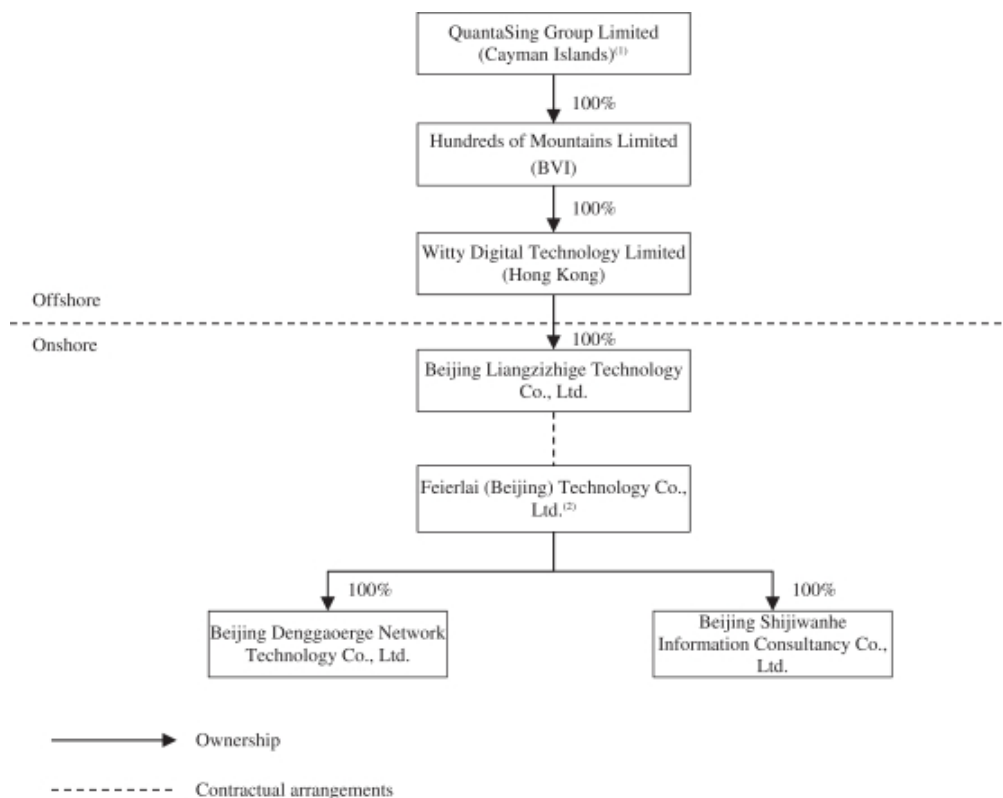 QuantaSing Group Limited
(Cayman Islands)(1)
100%
Hundreds of Mountains Limited
(BVI)
100%
Witty Digital Technology Limited
(Hong Kong)
Offshore
Onshore
100%
Beijing Liangzizhige Technology
Co., Ltd.
Feierlai (Beijing) Technology Co.,
Ltd.(2)
100%
100%
Beijing Denggaoerge Network
Technology Co., Ltd.
Beijing Shijiwanhe
Information Consultancy Co.,
Ltd.
Ownership
Contractual arrangements